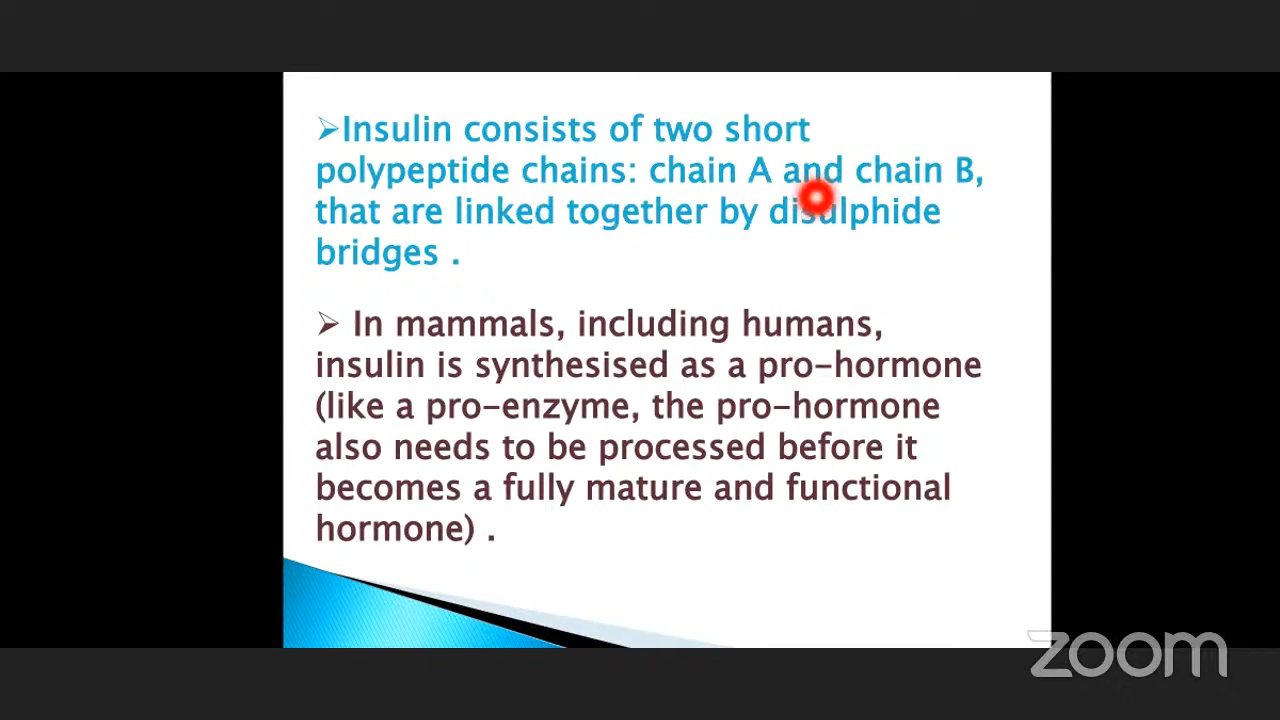 ➢Insulin consists of two short
polypeptide chains: chain A and chain B,
that are linked together by disulphide
bridges .
➢ In mammals, including humans,
insulin is synthesised as a pro-hormone
(like a pro-enzyme, the pro-hormone
also needs to be processed before it
becomes a fully mature and functional
hormone) .
zoom